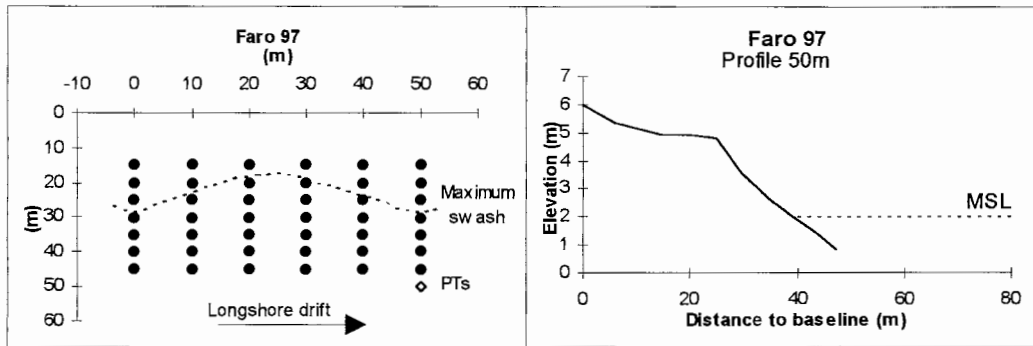 Faro 97
(m)
-10 0 10 20 30 40 50 60
0
10
20
30
40
50
60
(m)
Maximum
sw ash
PTs
Longshore drift
Faro 97
Profile 50m
7
6
5
4
3
2
1
0
Elevation (m)
MSL
0 20 40 60 80
Distance to baseline (m)